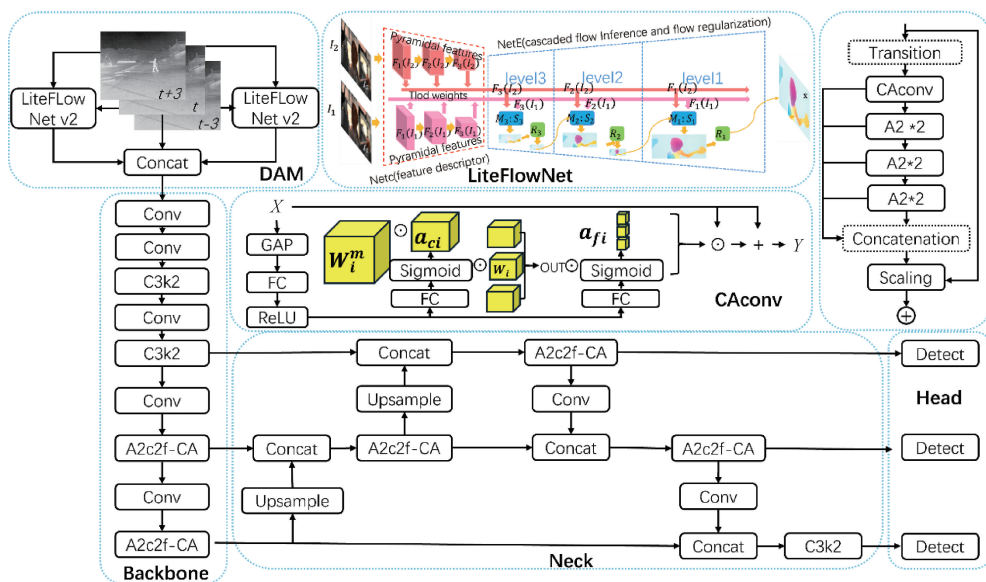 t+3
t
t-3
LiteFLow
Net v2
LiteFLow
Net v2
Concat
DAM
I₂
I₁
Pyramidal features
F₁(I₂) F₂(I₂) F₃(I₂)
Tlod weights
F₁(I₁) F₂(I₁) F₃(I₁)
Pyramidal features
Netc(feature descriptor)
NetE(cascaded flow Inference and flow regularization)
level3
level2
level1
F₃(I₂)
F₂(I₂)
F₁(I₂)
F₃(I₁)
F₂(I₁)
F₁(I₁)
M₃: S₃
M₂: S₂
M₁: S₁
R₃
R₂
R₁
x
LiteFlowNet
Transition
CAconv
A2 *2
A2*2
A2*2
Concatenation
Scaling
+
X
GAP
FC
ReLU
W_i^m
⊙
a_ci
Sigmoid
FC
⊙
W_i
OUT
⊙
a_fi
Sigmoid
FC
⊙
+
Y
CAconv
Conv
Conv
C3k2
Conv
C3k2
Conv
A2c2f-CA
Conv
A2c2f-CA
Backbone
Concat
A2c2f-CA
Upsample
Conv
Concat
A2c2f-CA
Concat
A2c2f-CA
Upsample
Conv
Concat
C3k2
Neck
Detect
Head
Detect
Detect